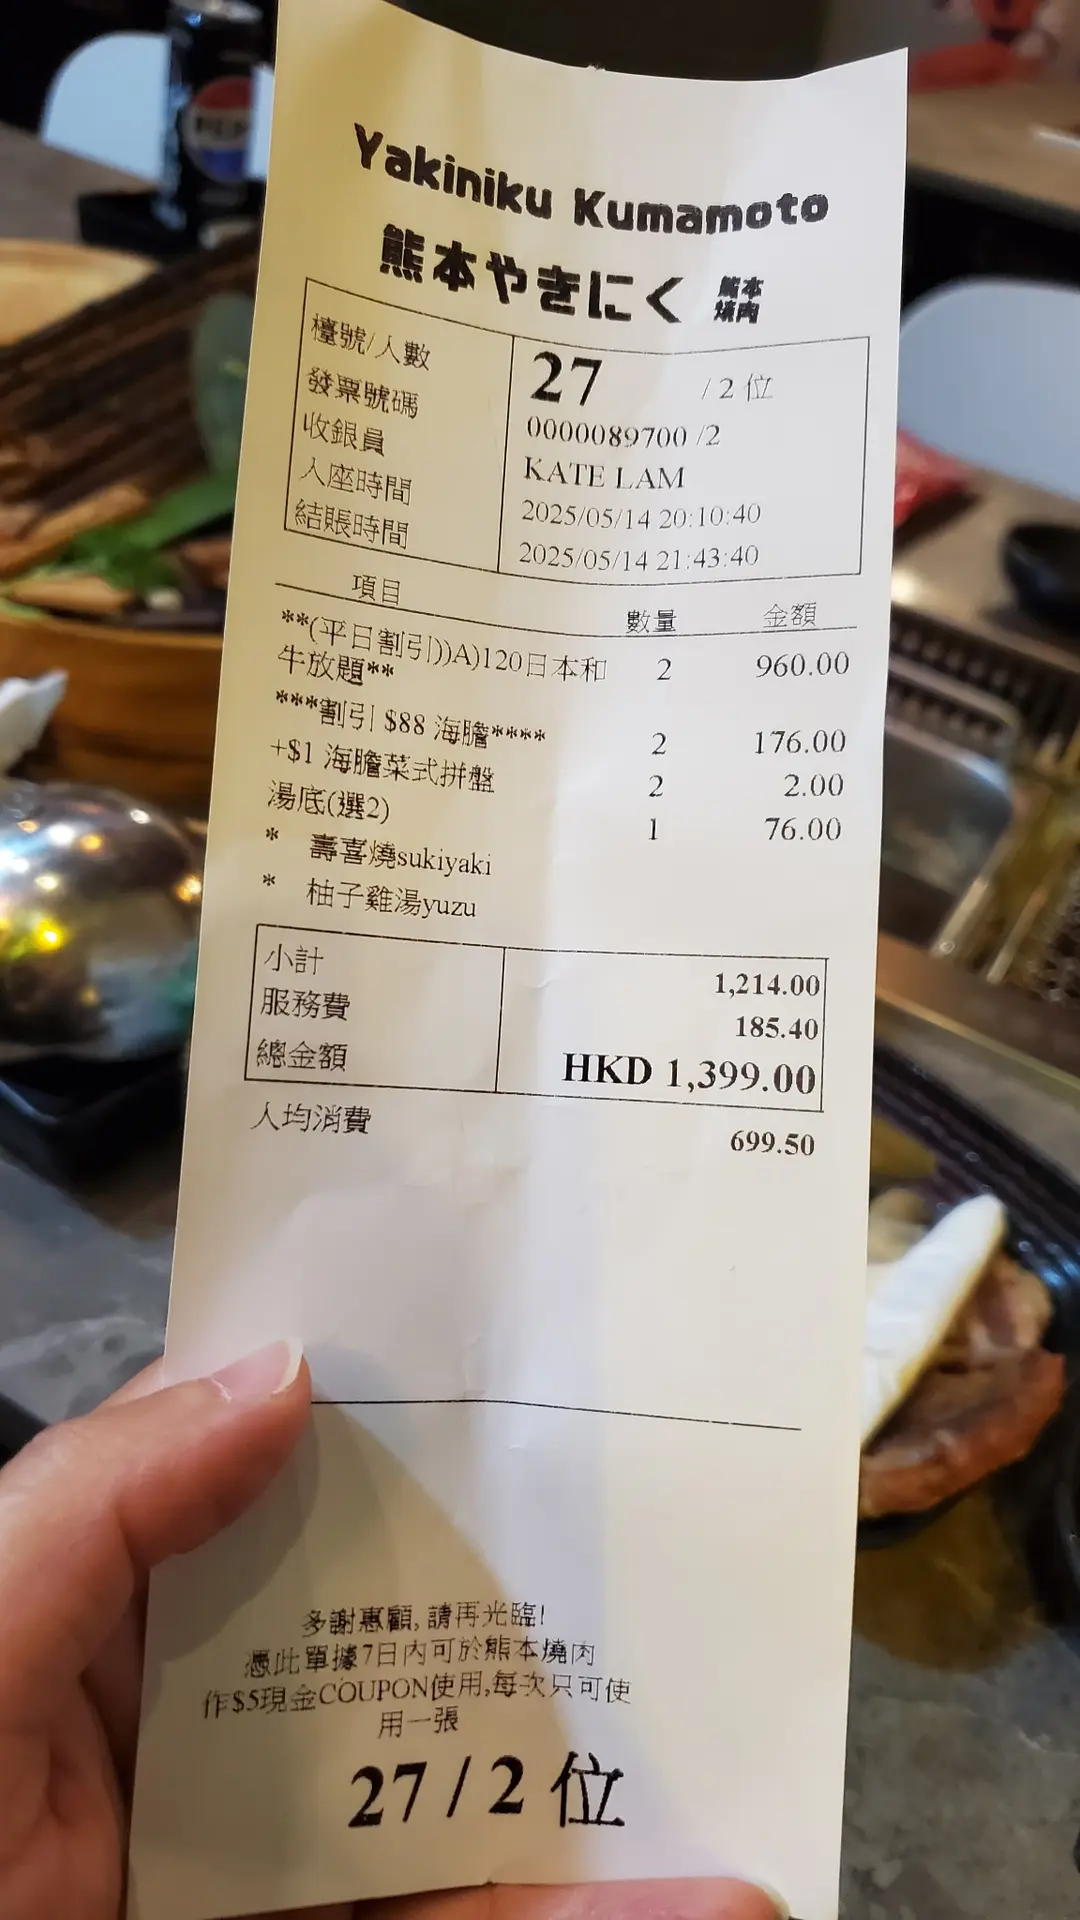 Yakiniku Kumamoto
熊本やきにく 熊本燒肉
檯號/人數 27 /2位
發票號碼 0000089700 /2
收銀員 KATE LAM
入座時間 2025/05/14 20:10:40
結賬時間 2025/05/14 21:43:40
項目 數量 金額
**(平日割引))A)120日本和 2 960.00
牛放題**
****割引 $88 海膽**** 2 176.00
+$1 海膽菜式拼盤 2 2.00
湯底(選2) 1 76.00
* 壽喜燒sukiyaki
* 柚子雞湯yuzu
小計 1,214.00
服務費 185.40
總金額 HKD 1,399.00
人均消費 699.50
多謝惠顧,請再光臨!
憑此單據7日內可於熊本燒肉
作$5現金COUPON使用,每次只可使
用一張
27 / 2 位